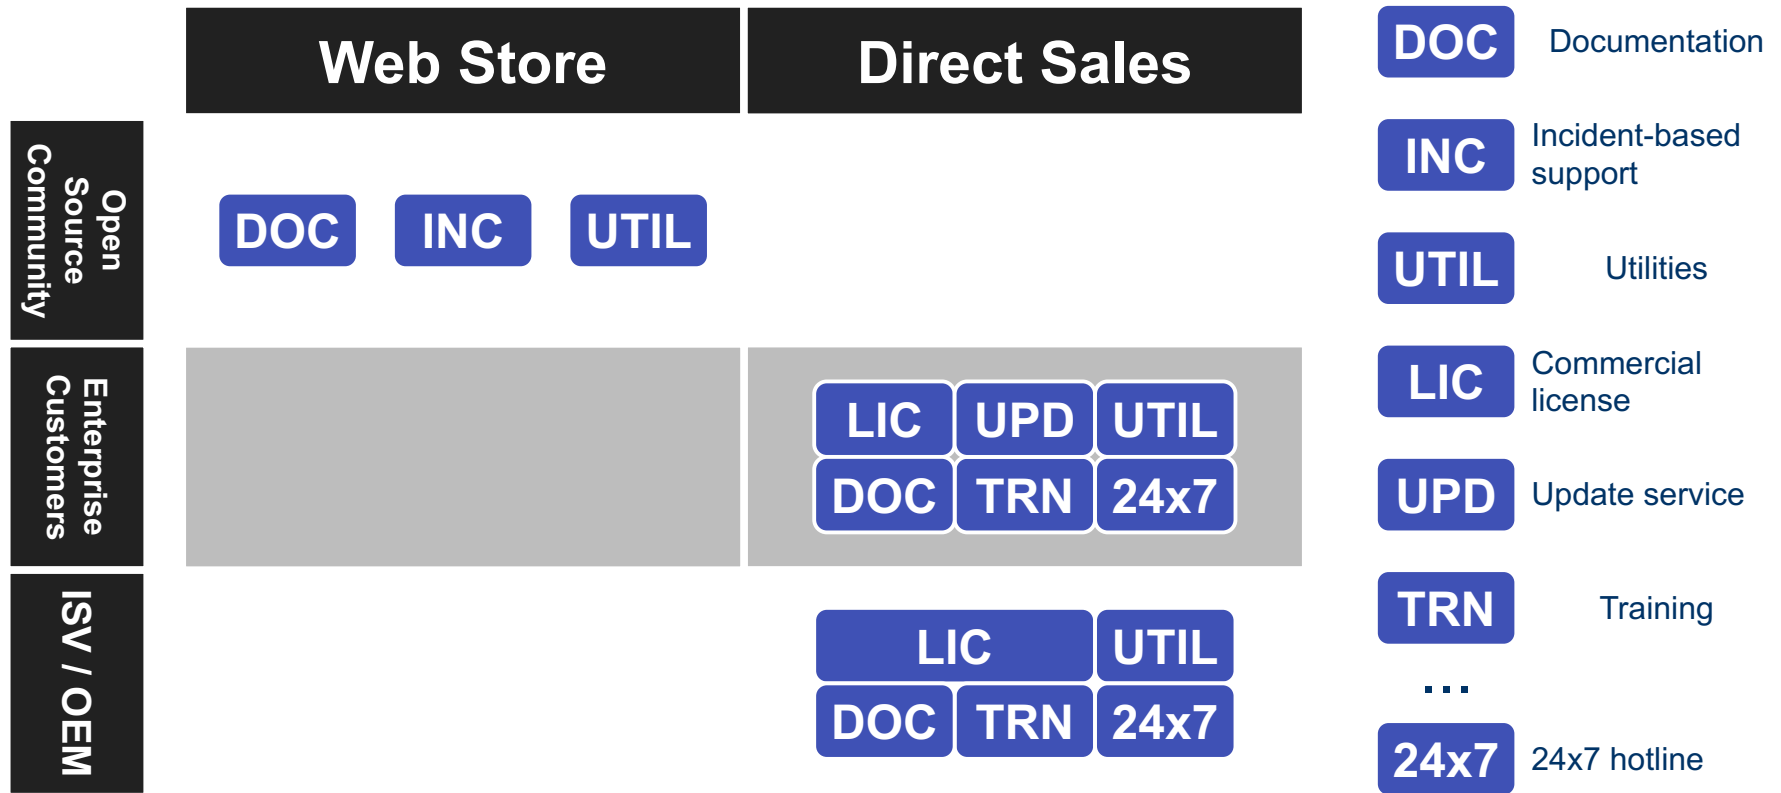 Web Store
Direct Sales
Open
Source
Community
DOC
INC
UTIL
Enterprise
Customers
LIC
UPD
UTIL
DOC
TRN
24x7
ISV / OEM
LIC
UTIL
DOC
TRN
24x7
DOC
Documentation
INC
Incident-based
support
UTIL
Utilities
LIC
Commercial
license
UPD
Update service
TRN
Training
...
24x7
24x7 hotline